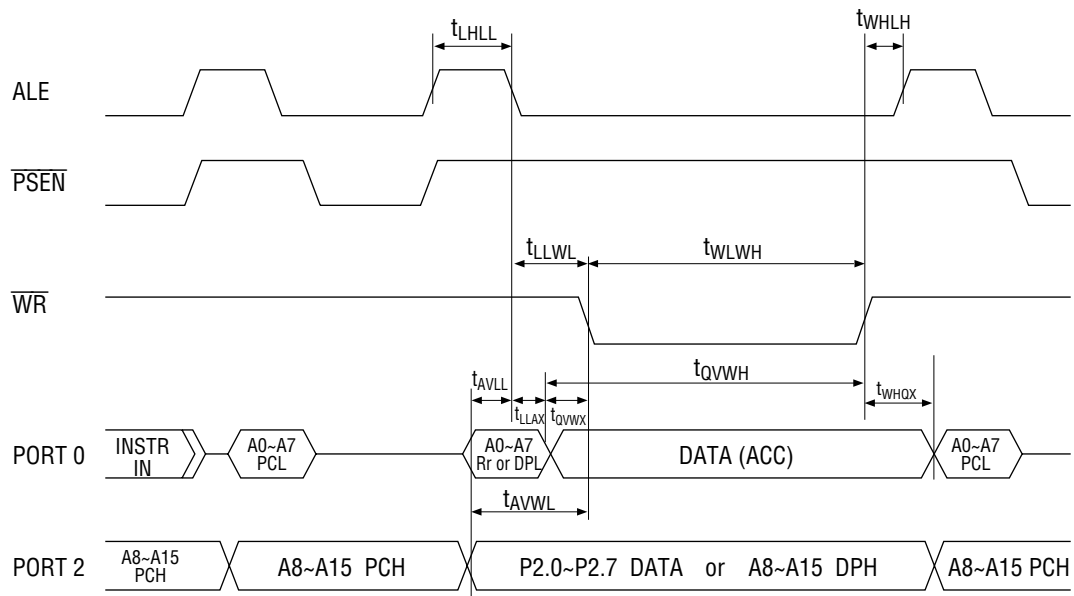 tLHLL
tWHLH
ALE
PSEN
tLLWL
tWLWH
WR
tQVWH
tAVLL
tLLAX
tQVWX
tWHQX
PORT 0
INSTR
IN
A0~A7
PCL
A0~A7
Rr or DPL
DATA (ACC)
A0~A7
PCL
tAVWL
PORT 2
A8~A15
PCH
A8~A15 PCH
P2.0~P2.7 DATA or A8~A15 DPH
A8~A15 PCH